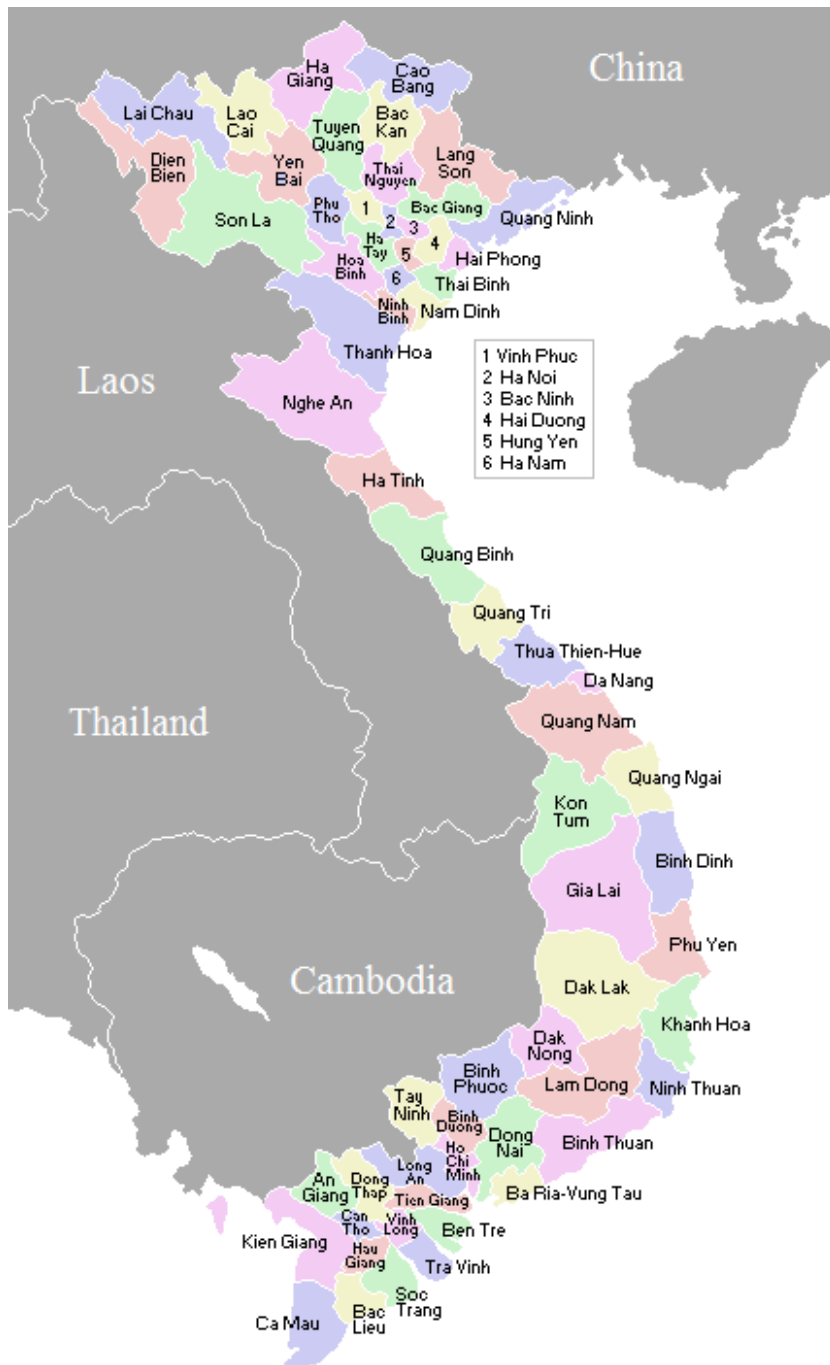 China
Ha
Giang
Cao
Bang
Lai Chau
Lao
Cai
Bac
Kan
Tuyen
Quang
Dien
Bien
Yen
Bai
Thai
Nguyen
Lang
Son
Son La
Phu
Tho
1
2
3
Bac Giang
Quang Ninh
Ha
Tay
4
5
Hoa
Binh
Hai Phong
6
Thai Binh
Ninh
Binh
Nam Dinh
Thanh Hoa
Laos
Nghe An
1 Vinh Phuc
2 Ha Noi
3 Bac Ninh
4 Hai Duong
5 Hung Yen
6 Ha Nam
Ha Tinh
Quang Binh
Quang Tri
Thua Thien-Hue
Da Nang
Thailand
Quang Nam
Quang Ngai
Kon
Tum
Binh Dinh
Gia Lai
Phu Yen
Cambodia
Dak Lak
Khanh Hoa
Dak
Nong
Binh
Phuoc
Lam Dong
Ninh Thuan
Tay
Ninh
Binh
Duong
Dong
Nai
Binh Thuan
Ho
Chi
Minh
Long
An
An
Giang
Dong
Thap
Tien Giang
Ba Ria-Vung Tau
Can
Tho
Vinh
Long
Ben Tre
Kien Giang
Hau
Giang
Tra Vinh
Soc
Trang
Bac
Lieu
Ca Mau